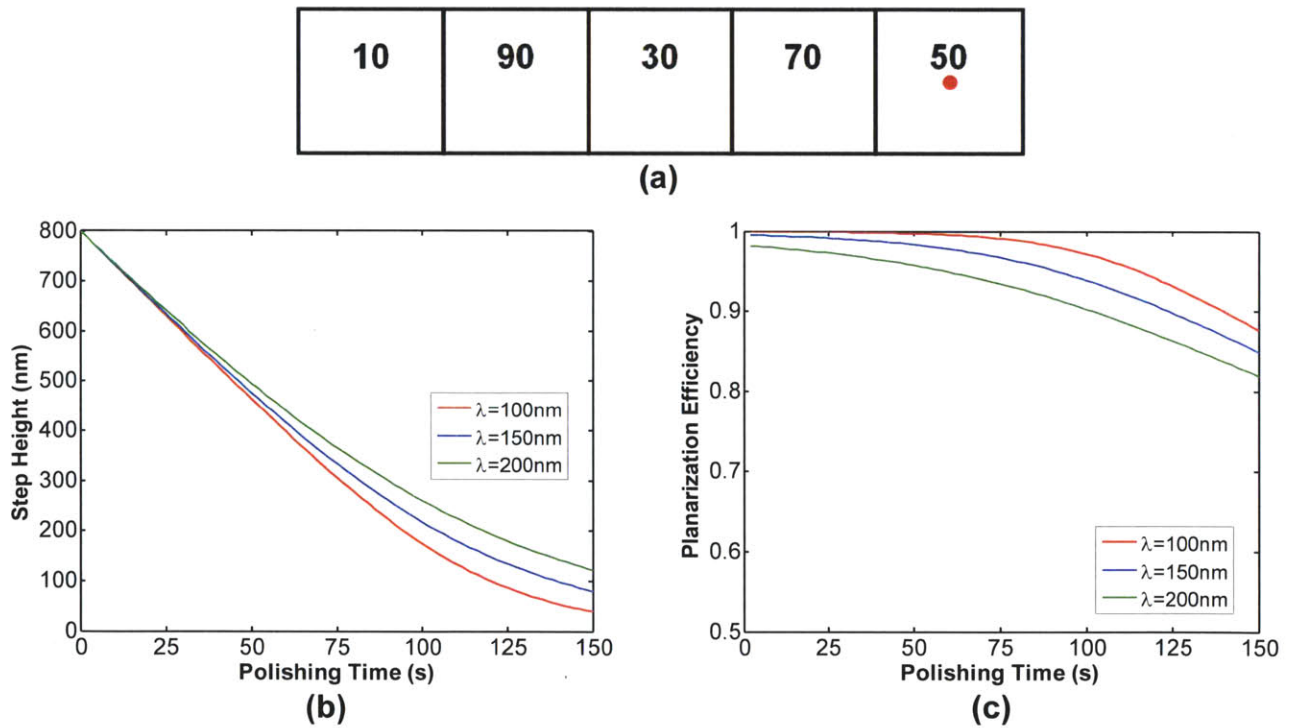 10 90 30 70 50
(a)
800
700
600
500
400
300
200
100
0
Step Height (nm)
λ=100nm
λ=150nm
λ=200nm
0 25 50 75 100 125 150
Polishing Time (s)
(b)
1
0.9
0.8
0.7
0.6
0.5
Planarization Efficiency
λ=100nm
λ=150nm
λ=200nm
0 25 50 75 100 125 150
Polishing Time (s)
(c)